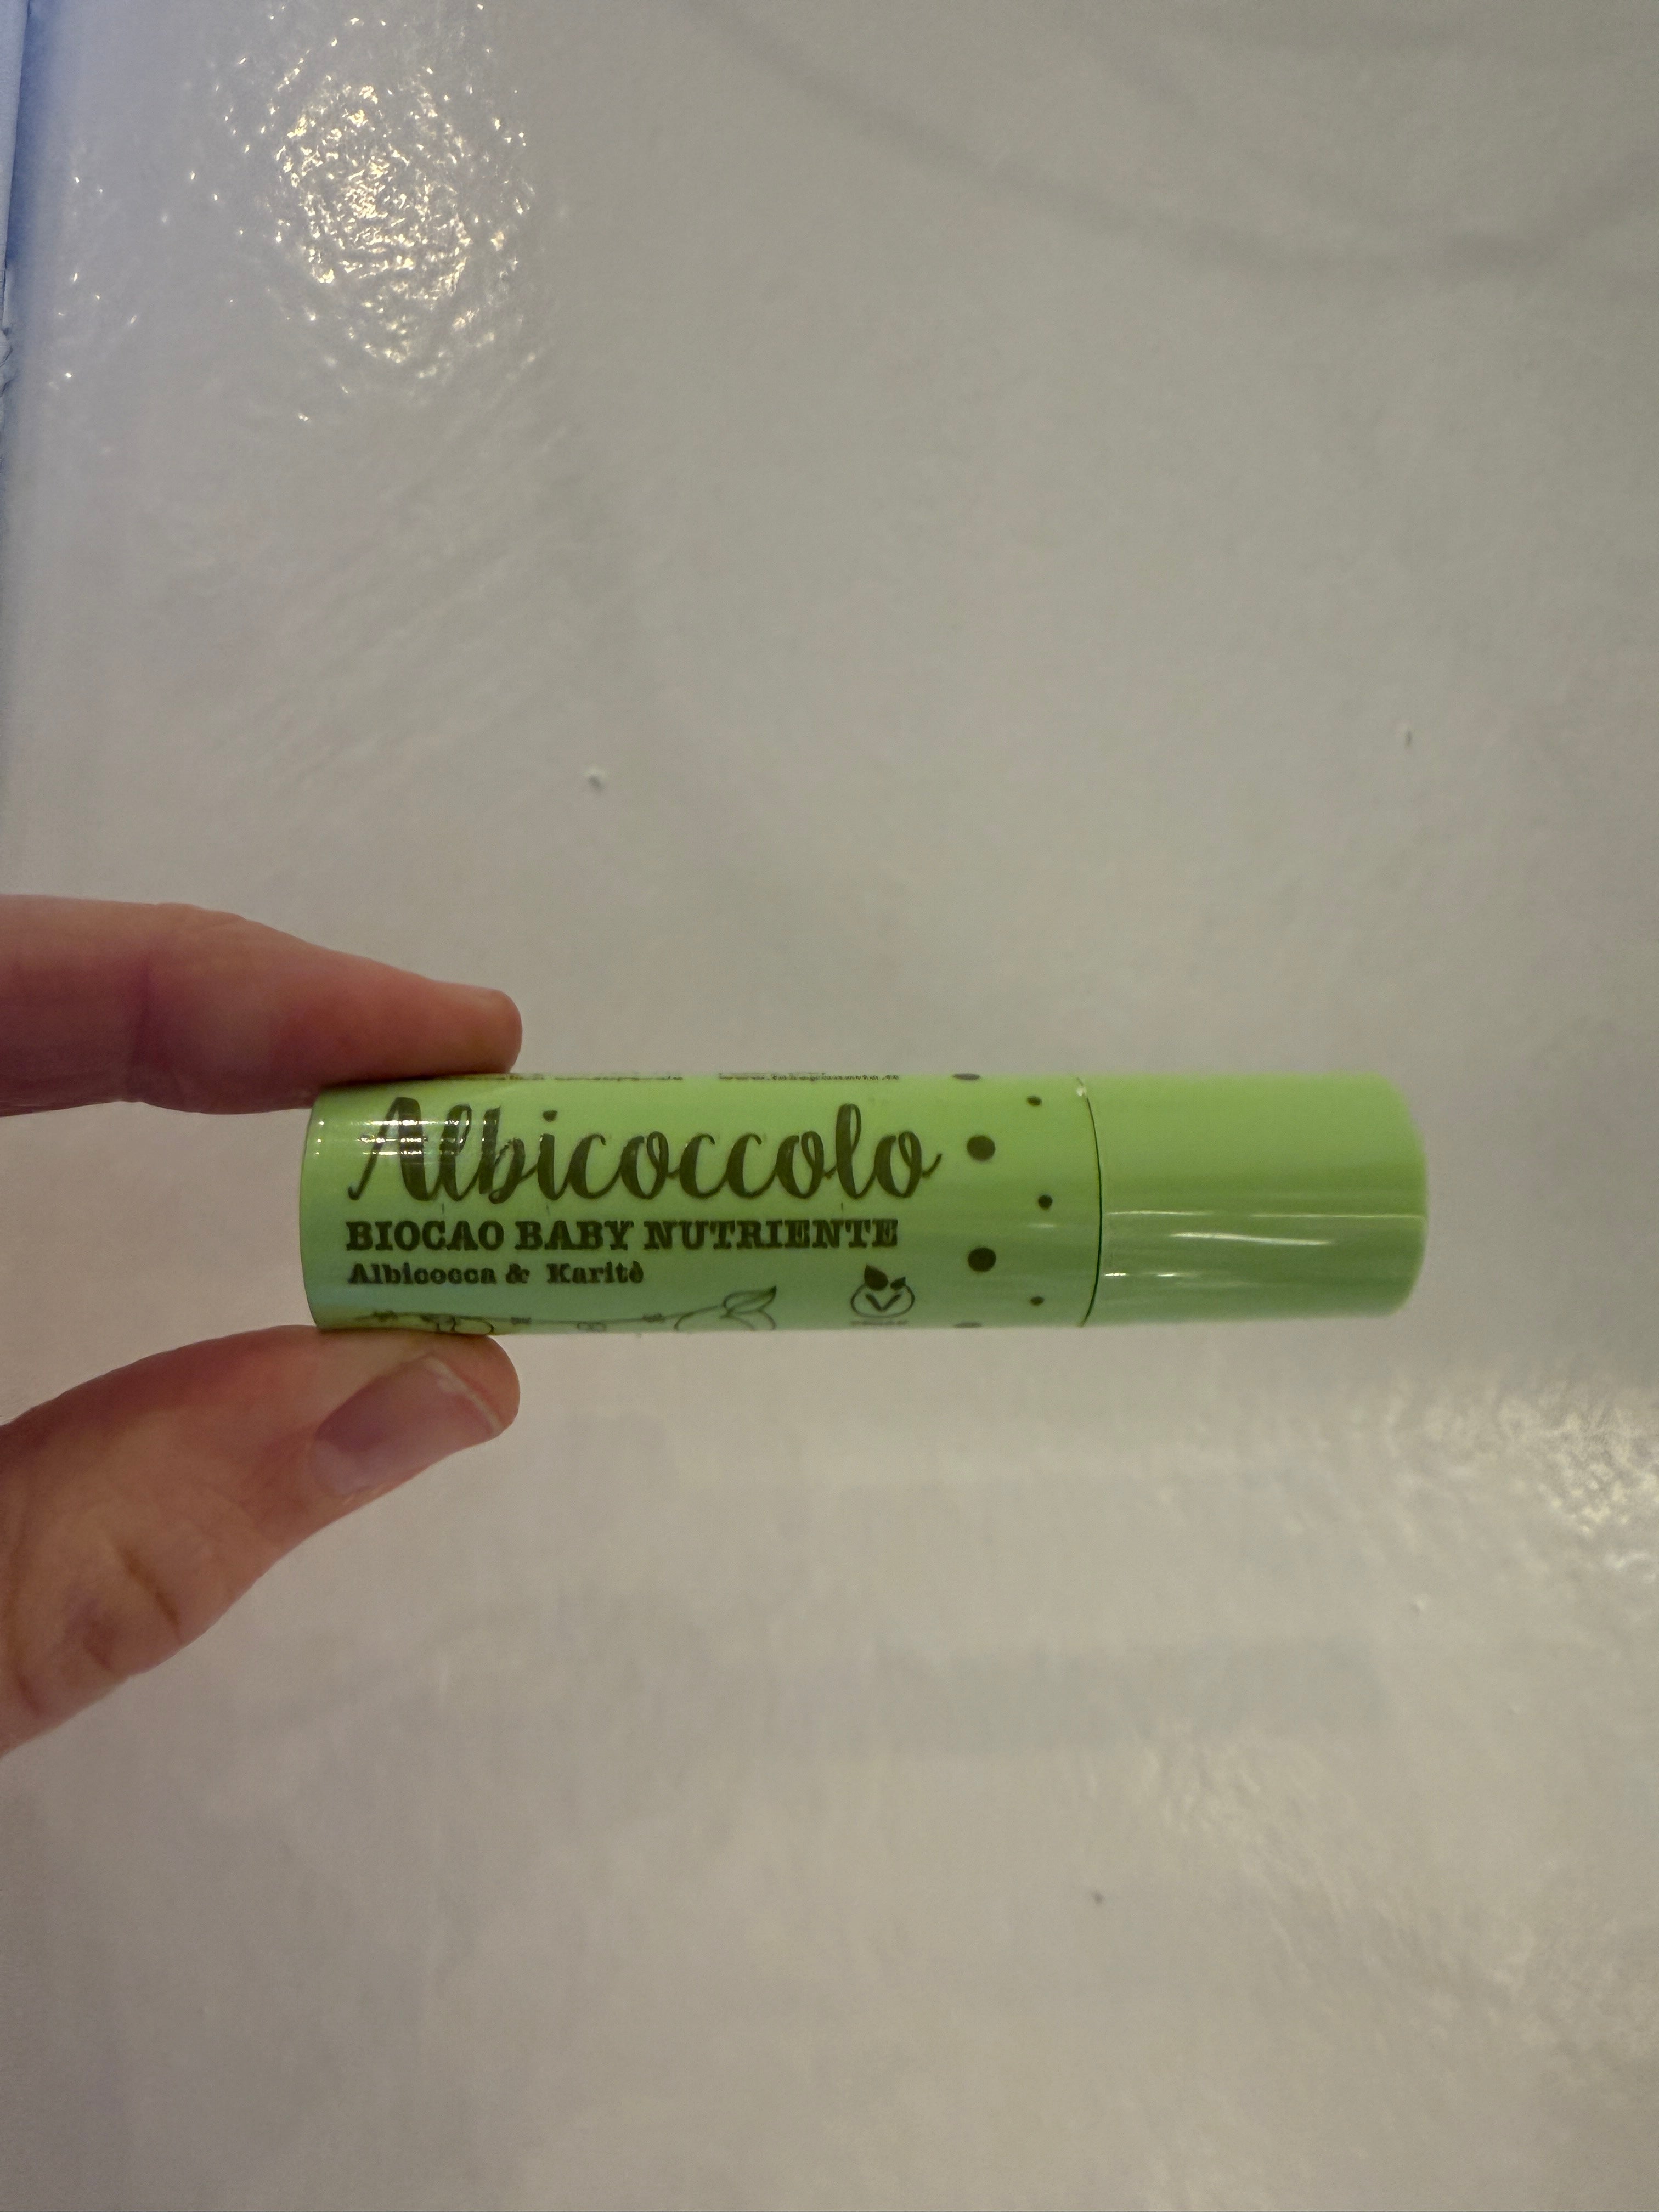 Albicoccolo
BIOCAO BABY NUTRIENTE
Albicocca & Karitè